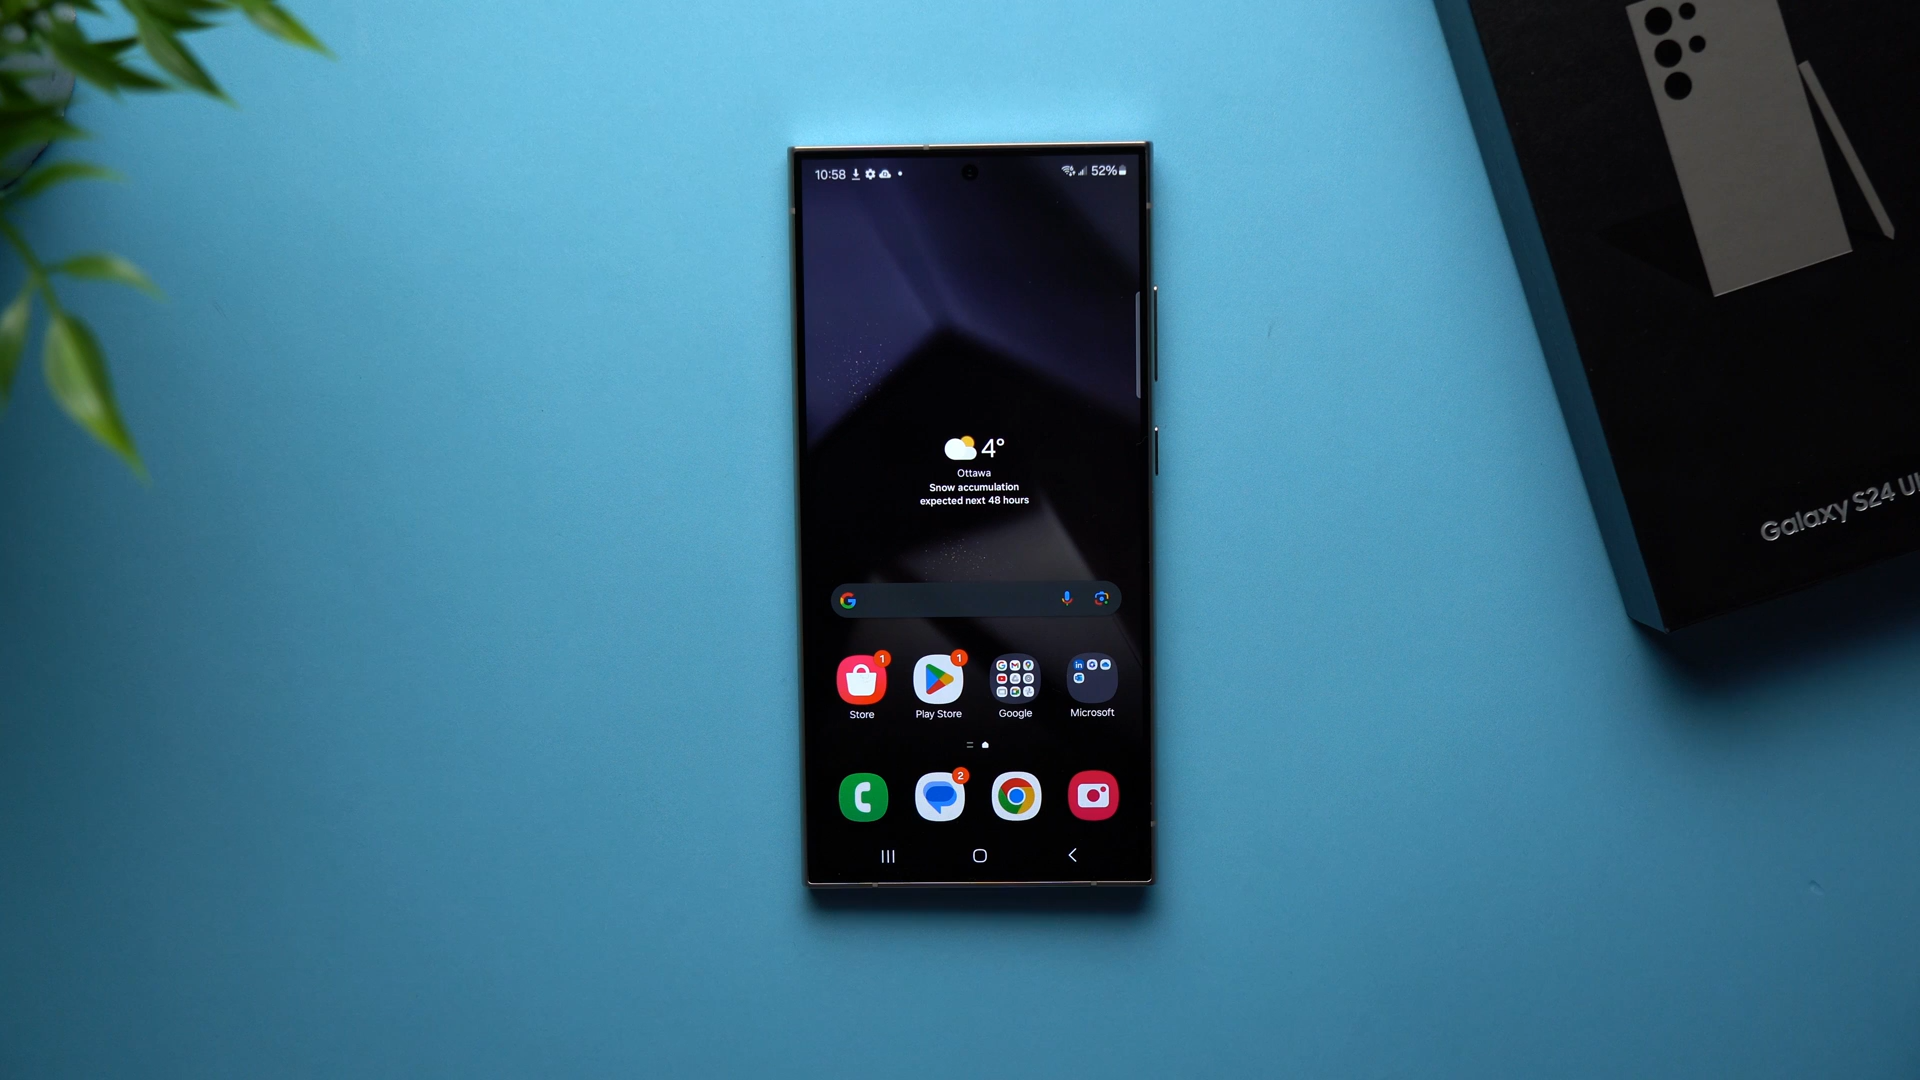 10:58
52%
4°
Ottawa
Snow accumulation
expected next 48 hours
1
1
Store
Play Store
Google
Microsoft
2
Galaxy S24 Ul